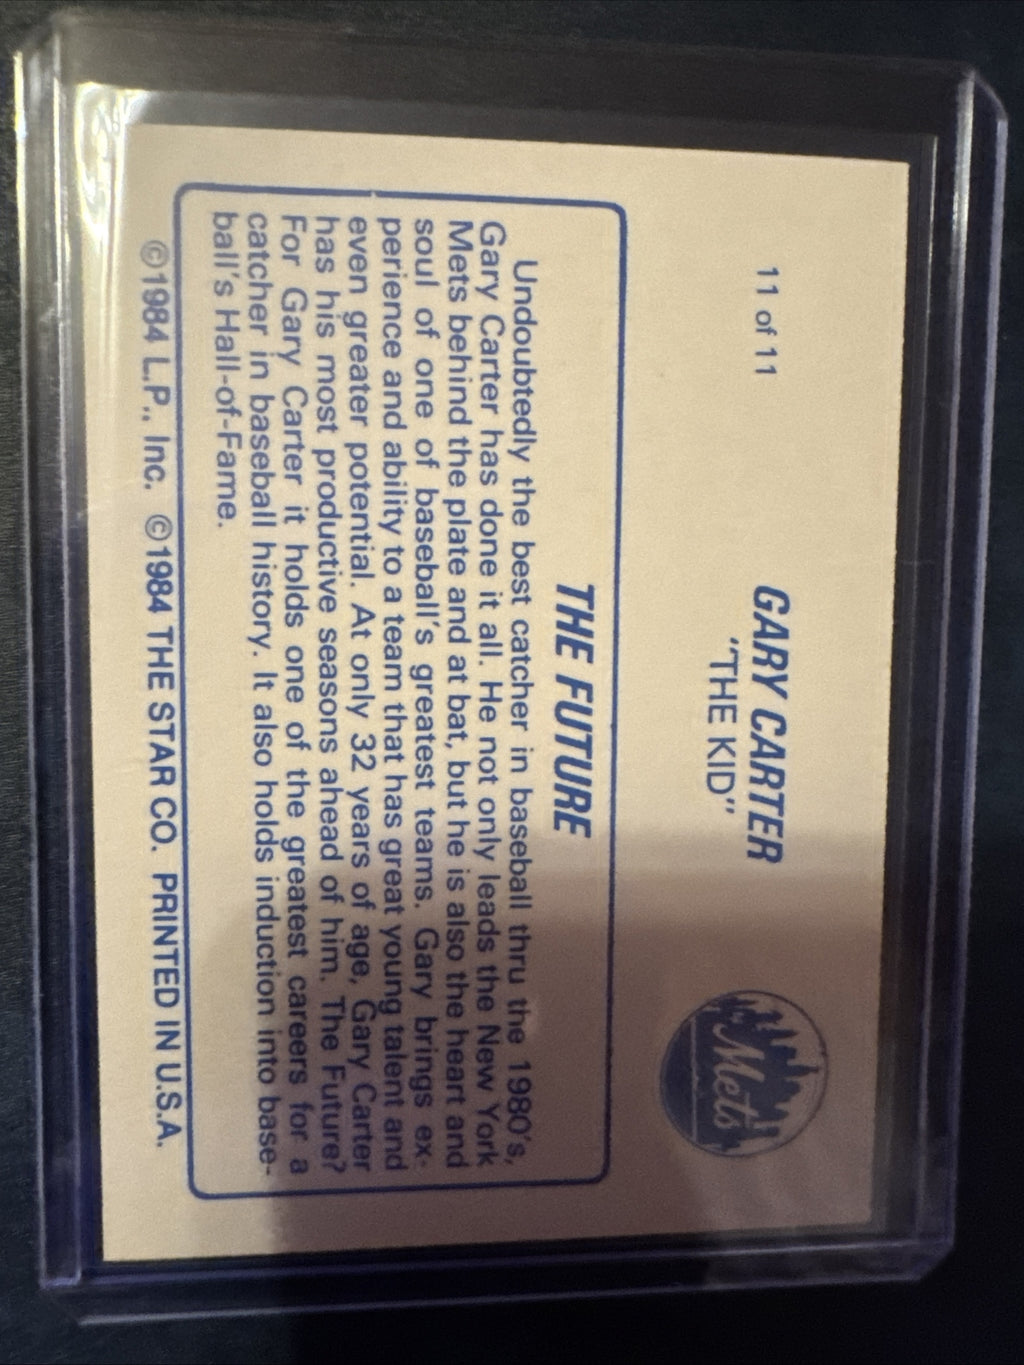 11 of 11
GARY CARTER
"THE KID"
Mets
THE FUTURE
Undoubtedly the best catcher in baseball thru the 1980's,
Gary Carter has done it all. He not only leads the New York
Mets behind the plate and at bat, but he is also the heart and
soul of one of baseball's greatest teams. Gary brings ex-
perience and ability to a team that has great young talent and
even greater potential. At only 32 years of age, Gary Carter
has his most productive seasons ahead of him. The Future?
For Gary Carter it holds one of the greatest careers for a
catcher in baseball history. It also holds induction into base-
ball's Hall-of-Fame.
©1984 L.P., Inc. ©1984 THE STAR CO. PRINTED IN U.S.A.